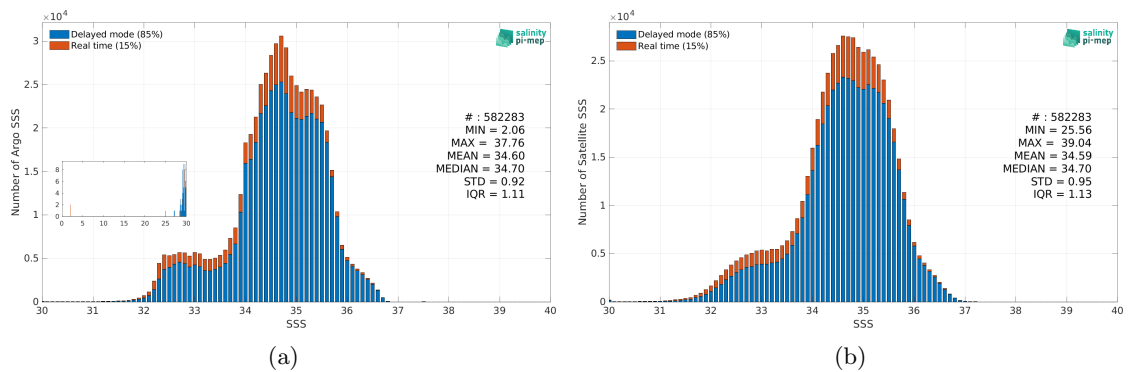 ×10⁴
Delayed mode (85%)
Real time (15%)
salinity
pi-mep
Number of Argo SSS
3
2.5
2
1.5
1
0.5
0
# : 582283
MIN = 2.06
MAX = 37.76
MEAN = 34.60
MEDIAN = 34.70
STD = 0.92
IQR = 1.11
8
6
4
2
0
0 5 10 15 20 25 30
30 31 32 33 34 35 36 37 38 39 40
SSS
(a)
×10⁴
Delayed mode (85%)
Real time (15%)
salinity
pi-mep
Number of Satellite SSS
2.5
2
1.5
1
0.5
0
# : 582283
MIN = 25.56
MAX = 39.04
MEAN = 34.59
MEDIAN = 34.70
STD = 0.95
IQR = 1.13
30 31 32 33 34 35 36 37 38 39 40
SSS
(b)